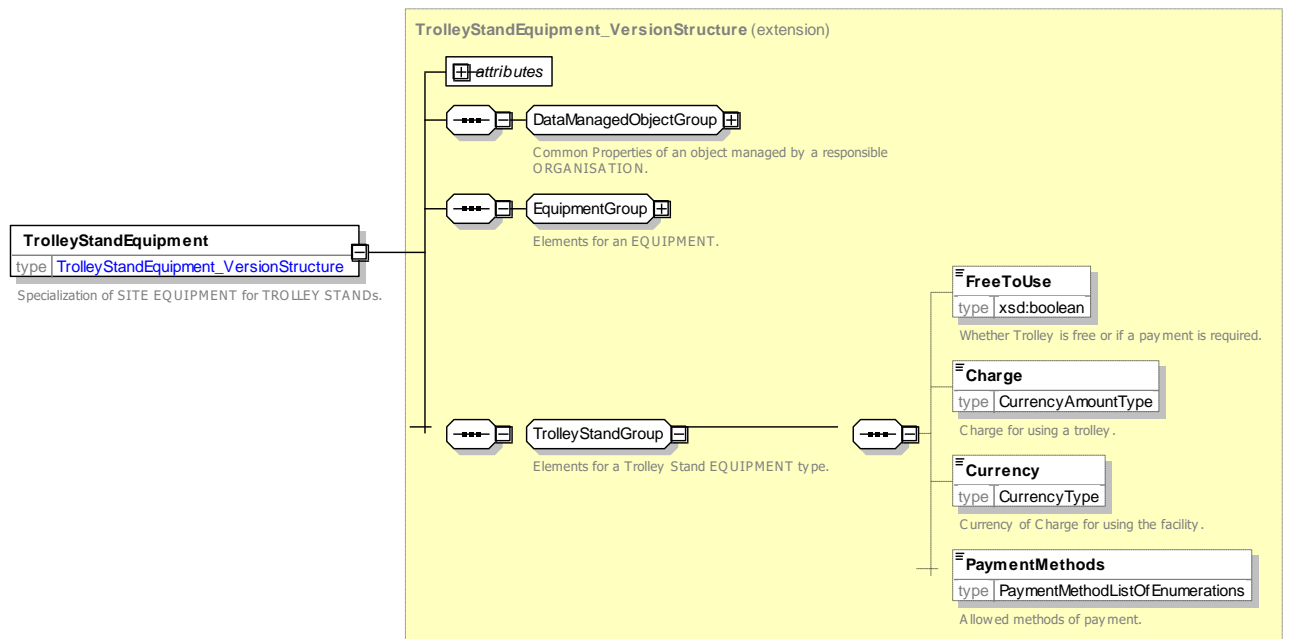 TrolleyStandEquipment_VersionStructure (extension)
attributes
DataManagedObjectGroup
Common Properties of an object managed by a responsible
ORGANISATION.
EquipmentGroup
Elements for an EQUIPMENT.
TrolleyStandEquipment
type TrolleyStandEquipment_VersionStructure
Specialization of SITE EQUIPMENT for TROLLEY STANDs.
TrolleyStandGroup
Elements for a Trolley Stand EQUIPMENT type.
FreeToUse
type xsd:boolean
Whether Trolley is free or if a payment is required.
Charge
type CurrencyAmountType
Charge for using a trolley.
Currency
type CurrencyType
Currency of Charge for using the facility.
PaymentMethods
type PaymentMethodListOfEnumerations
Allowed methods of payment.